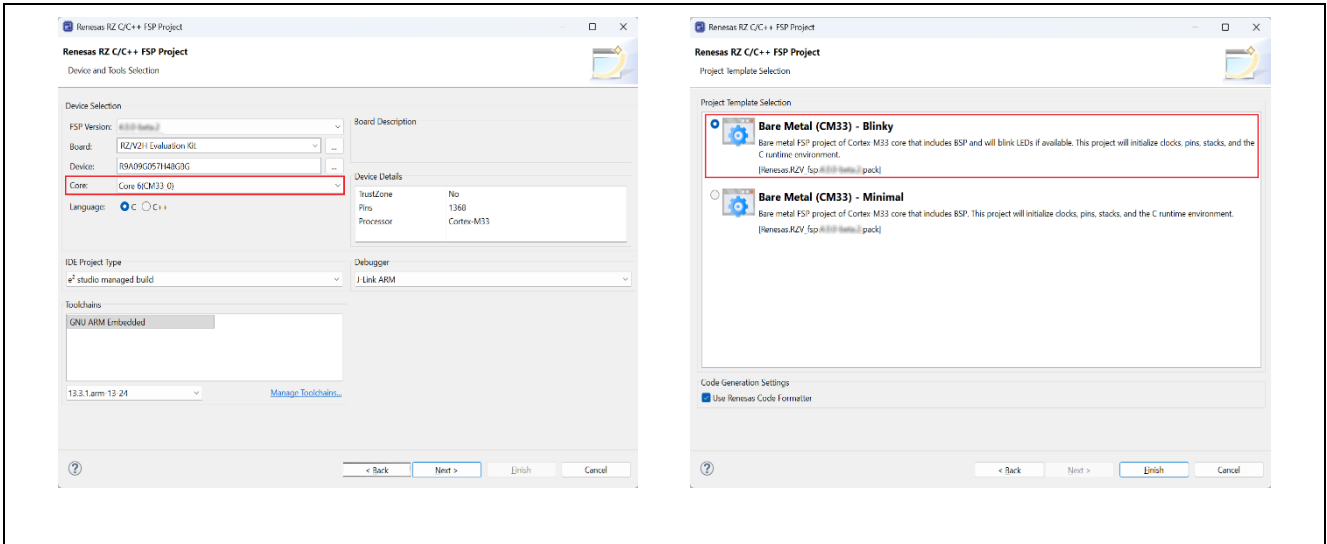 Renesas RZ C/C++ FSP Project
Renesas RZ C/C++ FSP Project
Device and Tools Selection
Device Selection
FSP Version:
Board: RZ/V2H Evaluation Kit ...
Device: R9A09G057H48GBG ...
Core: Core 6(CM33_0)
Language: C C++
Board Description
Device Details
TrustZone No
Pins 1368
Processor Cortex-M33
IDE Project Type
e² studio managed build
Debugger
J-Link ARM
Toolchains
GNU ARM Embedded
13.3.1.arm-13-24
Manage Toolchains...
?
< Back
Next >
Finish
Cancel
Renesas RZ C/C++ FSP Project
Renesas RZ C/C++ FSP Project
Project Template Selection
Project Template Selection
Bare Metal (CM33) - Blinky
Bare metal FSP project of Cortex-M33 core that includes BSP and will blink LEDs if available. This project will initialize clocks, pins, stacks, and the
C runtime environment.
[Renesas.RZV_fsp. .pack]
Bare Metal (CM33) - Minimal
Bare metal FSP project of Cortex-M33 core that includes BSP. This project will initialize clocks, pins, stacks, and the C runtime environment.
[Renesas.RZV_fsp. .pack]
Code Generation Settings
Use Renesas Code Formatter
?
< Back
Next >
Finish
Cancel